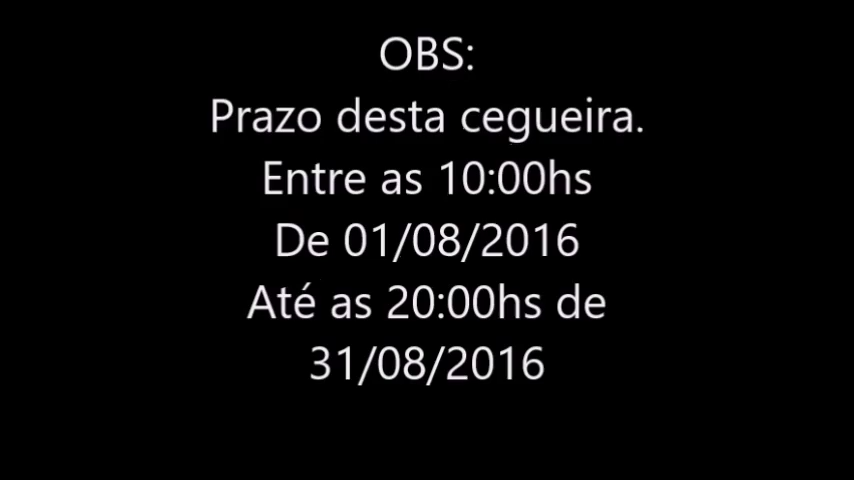 OBS:
Prazo desta cegueira.
Entre as 10:00hs
De 01/08/2016
Até as 20:00hs de
31/08/2016